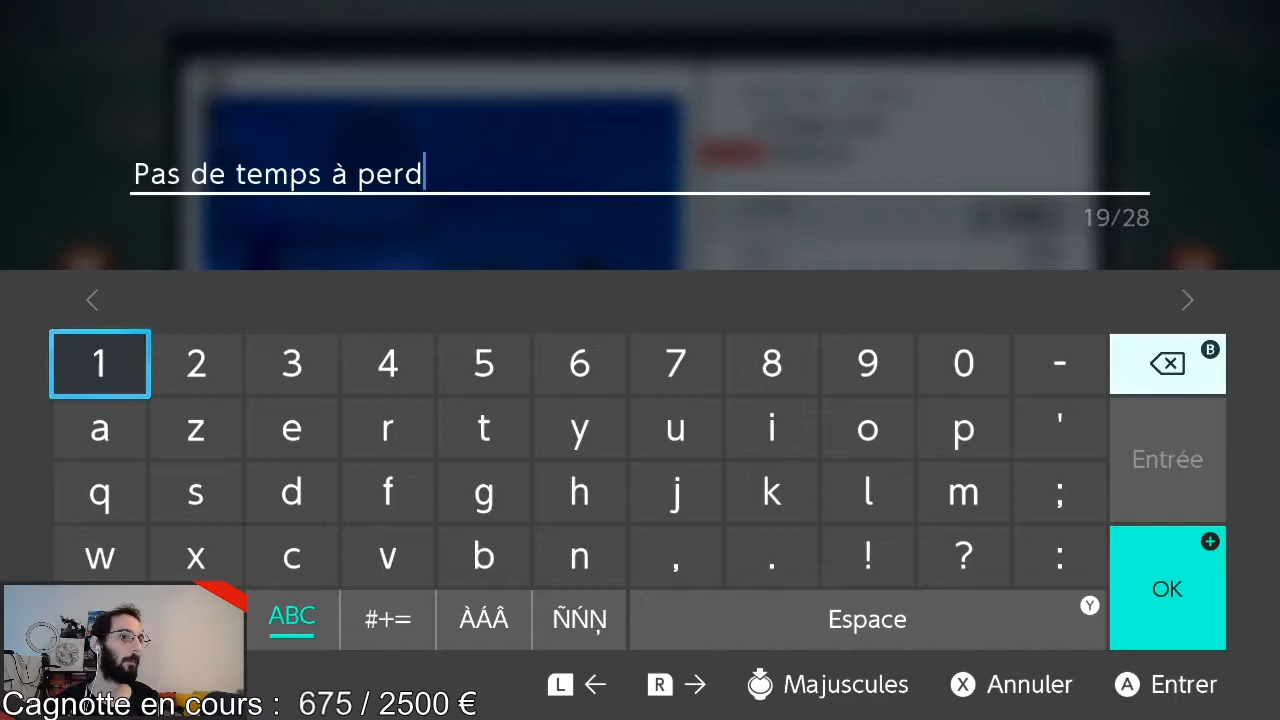 Pas de temps à perd
19/28
1 2 3 4 5 6 7 8 9 0 - B
a z e r t y u i o p '
Entrée
q s d f g h j k l m ;
w x c v b n , . ! ? : +
OK
ABC #+= ÀÁÂ ÑŃŅ Espace Y
L ← R → Majuscules X Annuler A Entrer
Cagnotte en cours : 675 / 2500 €